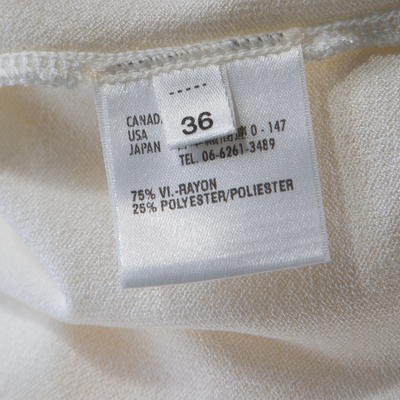 -----
36
CANADA
USA
JAPAN
0 - 147
TEL. 06-6261-3489
75% VI.-RAYON
25% POLYESTER/POLIESTER